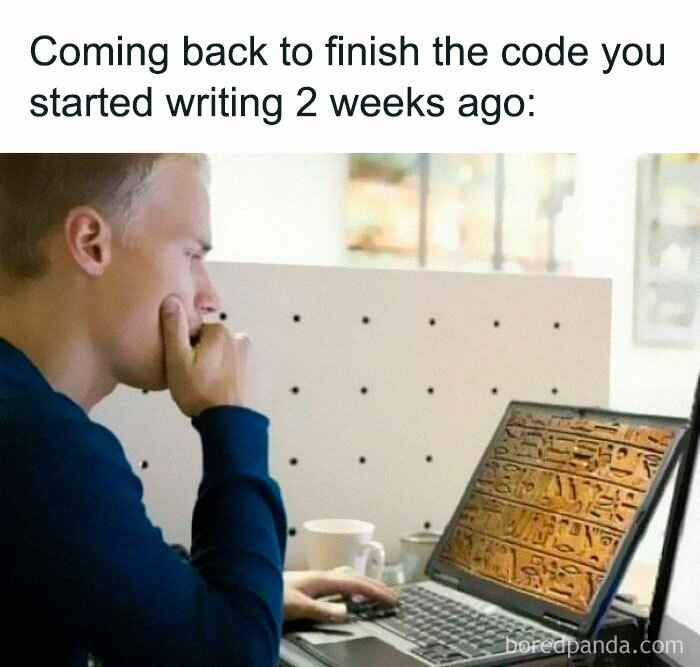 Coming back to finish the code you
started writing 2 weeks ago:
boredpanda.com